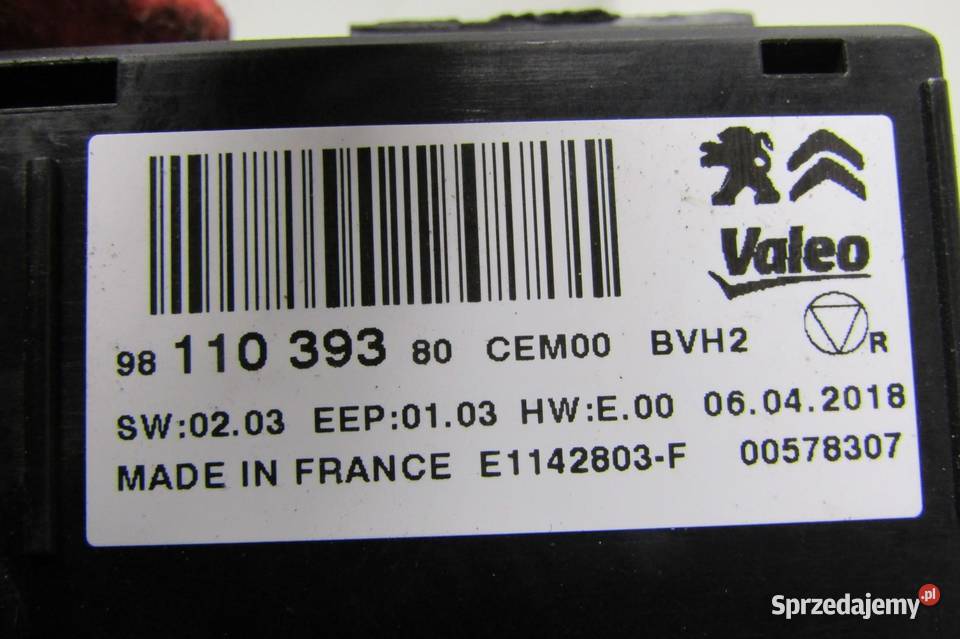 Valeo
98 110 393 80 CEM00 BVH2
R
SW:02.03 EEP:01.03 HW:E.00 06.04.2018
MADE IN FRANCE E1142803-F 00578307
Sprzedajemy.pl